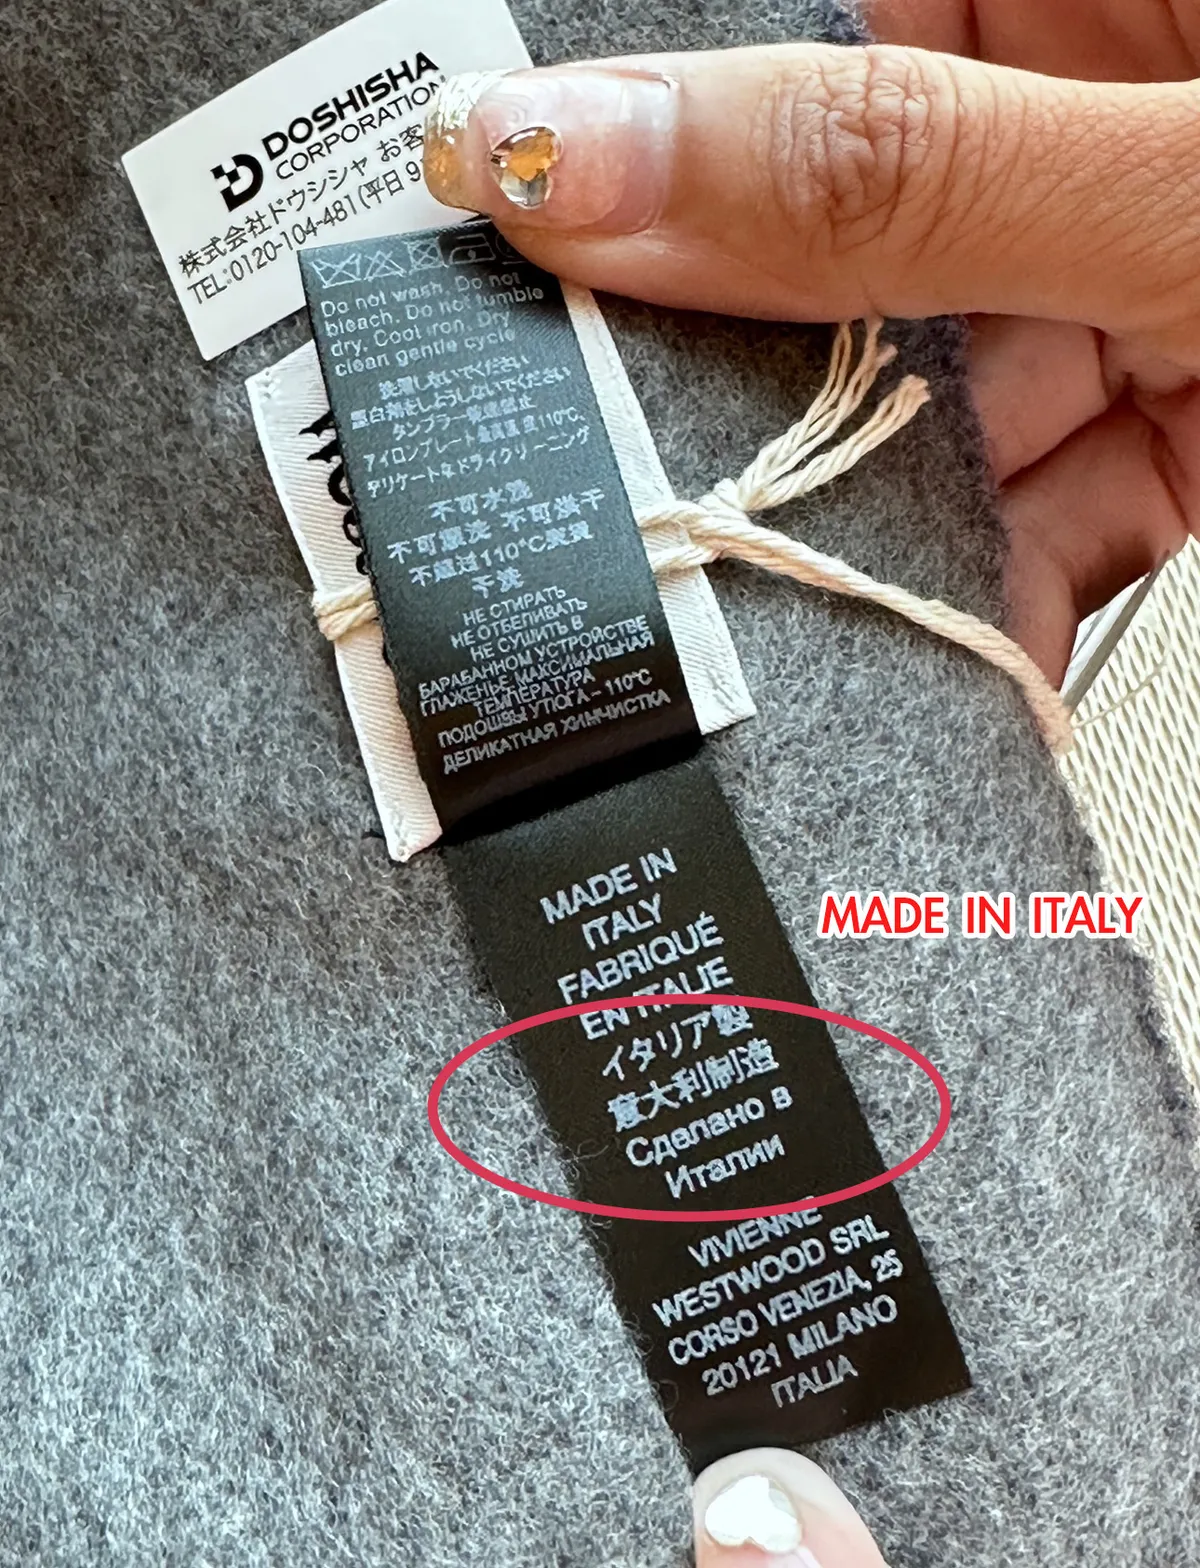 DOSHISHA
CORPORATION
株式会社ドウシシャ お客
TEL:0120-104-481(平日 9
Do not wash. Do not
bleach. Do not tumble
dry. Cool iron. Dry
clean gentle cycle
洗濯しないでください
蛋白漂をしようしないでください
タンブラー乾燥禁止
アイロンプレート最高温度110℃
デリケートなドライクリーニング
不可水洗
不可漂洗 不可烘干
不超过110℃熨烫
干洗
НЕ СТИРАТЬ
НЕ ОТБЕЛИВАТЬ
НЕ СУШИТЬ В
БАРАБАННОМ УСТРОЙСТВЕ
ГЛАЖЕНЬЕ МАКСИМАЛЬНАЯ
ТЕМПЕРАТУРА
ПОДОШВЫ УТЮГА – 110℃
ДЕЛИКАТНАЯ ХИМЧИСТКА
MADE IN
ITALY
FABRIQUÉ
EN ITALIE
イタリア製
意大利制造
Сделано в
Италии
MADE IN ITALY
VIVIENNE
WESTWOOD SRL
CORSO VENEZIA, 25
20121 MILANO
ITALIA